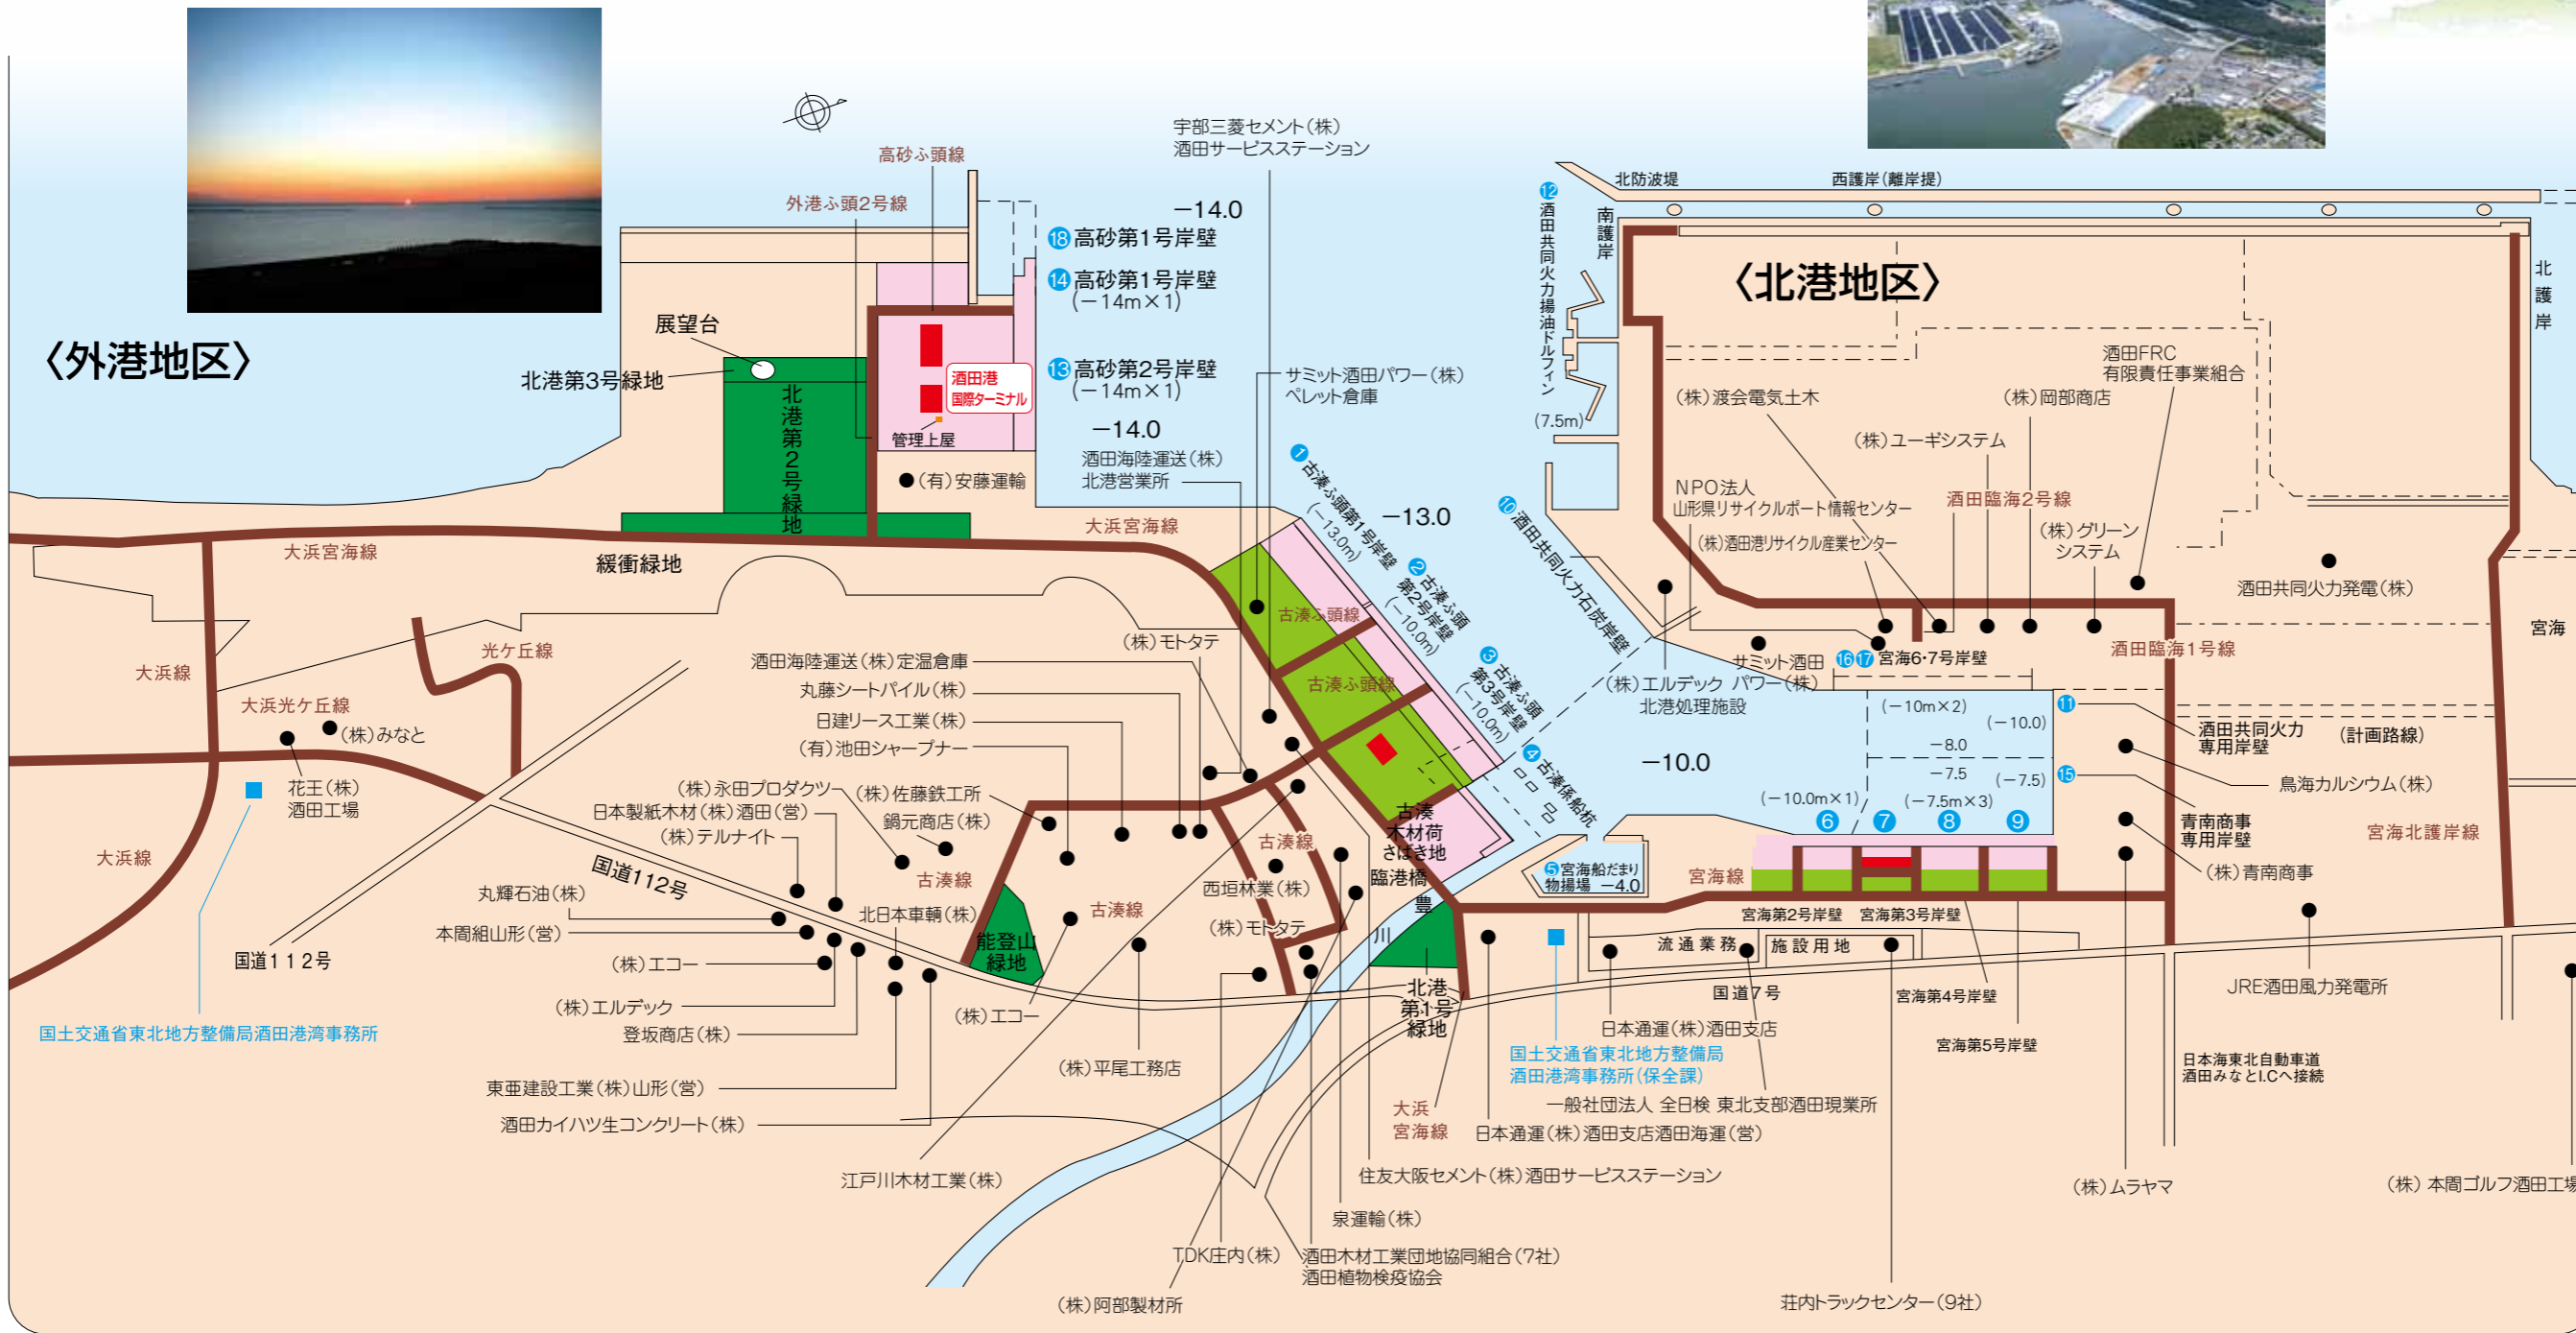 宇部三菱セメント(株)
酒田サービスステーション
高砂ふ頭線
外港ふ頭2号線
－14.0
⑱高砂第1号岸壁
⑭高砂第1号岸壁
(－14m×1)
⑬高砂第2号岸壁
(－14m×1)
－14.0
〈外港地区〉
展望台
北港第3号緑地
北港第2号緑地
酒田港
国際ターミナル
管理上屋
(有)安藤運輸
酒田海陸運送(株)
北港営業所
サミット酒田パワー(株)
ペレット倉庫
大浜宮海線
大浜宮海線
緩衝緑地
①古湊ふ頭第1号岸壁
(－13.0m)
－13.0
②古湊ふ頭
第2号岸壁
(－10.0m)
③古湊ふ頭
第3号岸壁
(－10.0m)
④古湊係船杭
⑩酒田共同火力石炭岸壁
⑫酒田共同火力揚油ドルフィン
(7.5m)
北防波堤
西護岸(離岸提)
南護岸
北護岸
〈北港地区〉
酒田FRC
有限責任事業組合
(株)渡会電気土木
(株)岡部商店
(株)ユーギシステム
NPO法人
山形県リサイクルポート情報センター
酒田臨海2号線
(株)酒田港リサイクル産業センター
(株)グリーン
システム
酒田共同火力発電(株)
宮海
酒田臨海1号線
サミット酒田
パワー(株)
⑯⑰宮海6・7号岸壁
(株)エルデック
北港処理施設
(－10m×2)
(－10.0)
－8.0
－7.5
(－7.5)
(－10.0m×1)
(－7.5m×3)
⑥
⑦
⑧
⑨
⑪
酒田共同火力
専用岸壁
(計画路線)
⑮
鳥海カルシウム(株)
青南商事
専用岸壁
宮海北護岸線
(株)青南商事
－10.0
古湊ふ頭線
古湊ふ頭線
大浜線
光ケ丘線
大浜光ケ丘線
(株)みなと
花王(株)
酒田工場
大浜線
(株)モトタテ
酒田海陸運送(株)定温倉庫
丸藤シートパイル(株)
日建リース工業(株)
(有)池田シャープナー
(株)永田プロダクツ
(株)佐藤鉄工所
日本製紙木材(株)酒田(営)
鍋元商店(株)
(株)テルナイト
国道112号
古湊線
古湊線
古湊線
丸輝石油(株)
本間組山形(営)
北日本車輌(株)
国道112号
(株)エコー
能登山
緑地
(株)エルデック
登坂商店(株)
(株)エコー
国土交通省東北地方整備局酒田港湾事務所
東亜建設工業(株)山形(営)
(株)平尾工務店
酒田カイハツ生コンクリート(株)
江戸川木材工業(株)
西垣林業(株)
(株)モトタテ
古湊
木材荷
さばき地
臨港橋
豊
川
⑤宮海船だまり
物揚場 －4.0
宮海線
宮海第2号岸壁
宮海第3号岸壁
流通業務
施設用地
国道7号
宮海第4号岸壁
宮海第5号岸壁
JRE酒田風力発電所
北港
第1号
緑地
日本通運(株)酒田支店
国土交通省東北地方整備局
酒田港湾事務所(保全課)
日本海東北自動車道
酒田みなとI.Cへ接続
一般社団法人 全日検 東北支部酒田現業所
大浜
宮海線
日本通運(株)酒田支店酒田海運(営)
住友大阪セメント(株)酒田サービスステーション
(株)ムラヤマ
(株)本間ゴルフ酒田工場
泉運輸(株)
TDK庄内(株)
酒田木材工業団地協同組合(7社)
酒田植物検疫協会
(株)阿部製材所
荘内トラックセンター(9社)